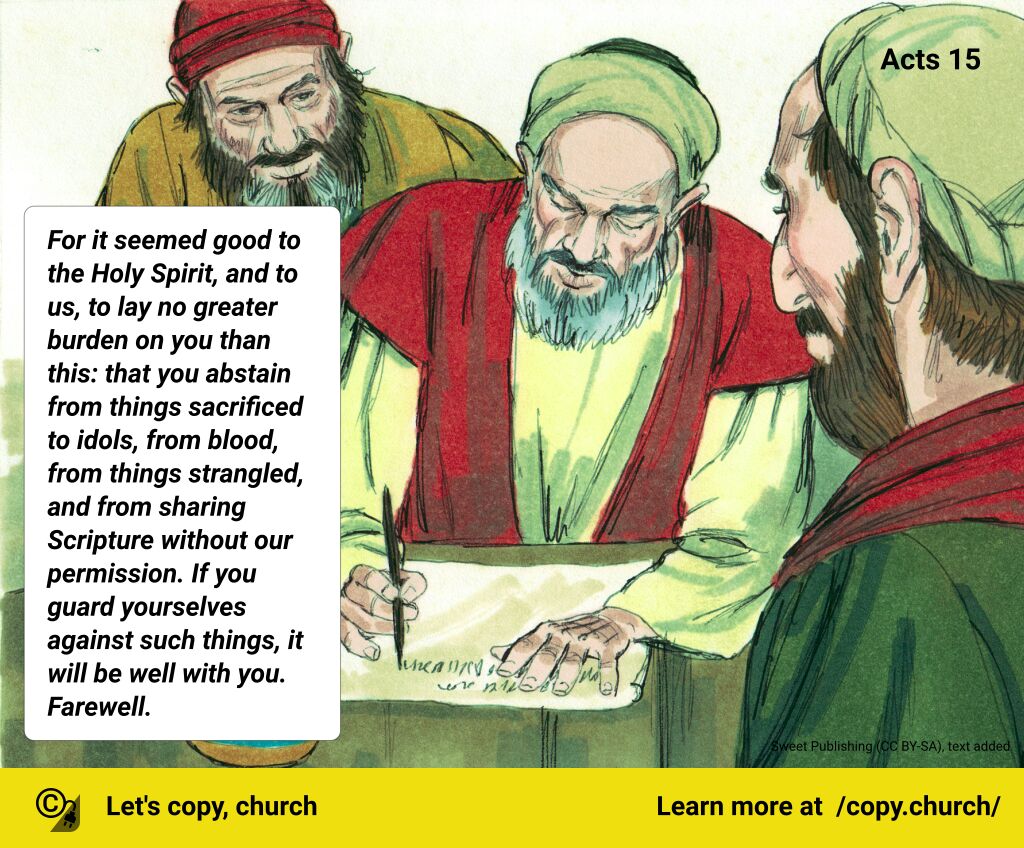 Acts 15
For it seemed good to
the Holy Spirit, and to
us, to lay no greater
burden on you than
this: that you abstain
from things sacrificed
to idols, from blood,
from things strangled,
and from sharing
Scripture without our
permission. If you
guard yourselves
against such things, it
will be well with you.
Farewell.
Sweet Publishing (CC BY-SA), text added
© Let's copy, church
Learn more at /copy.church/